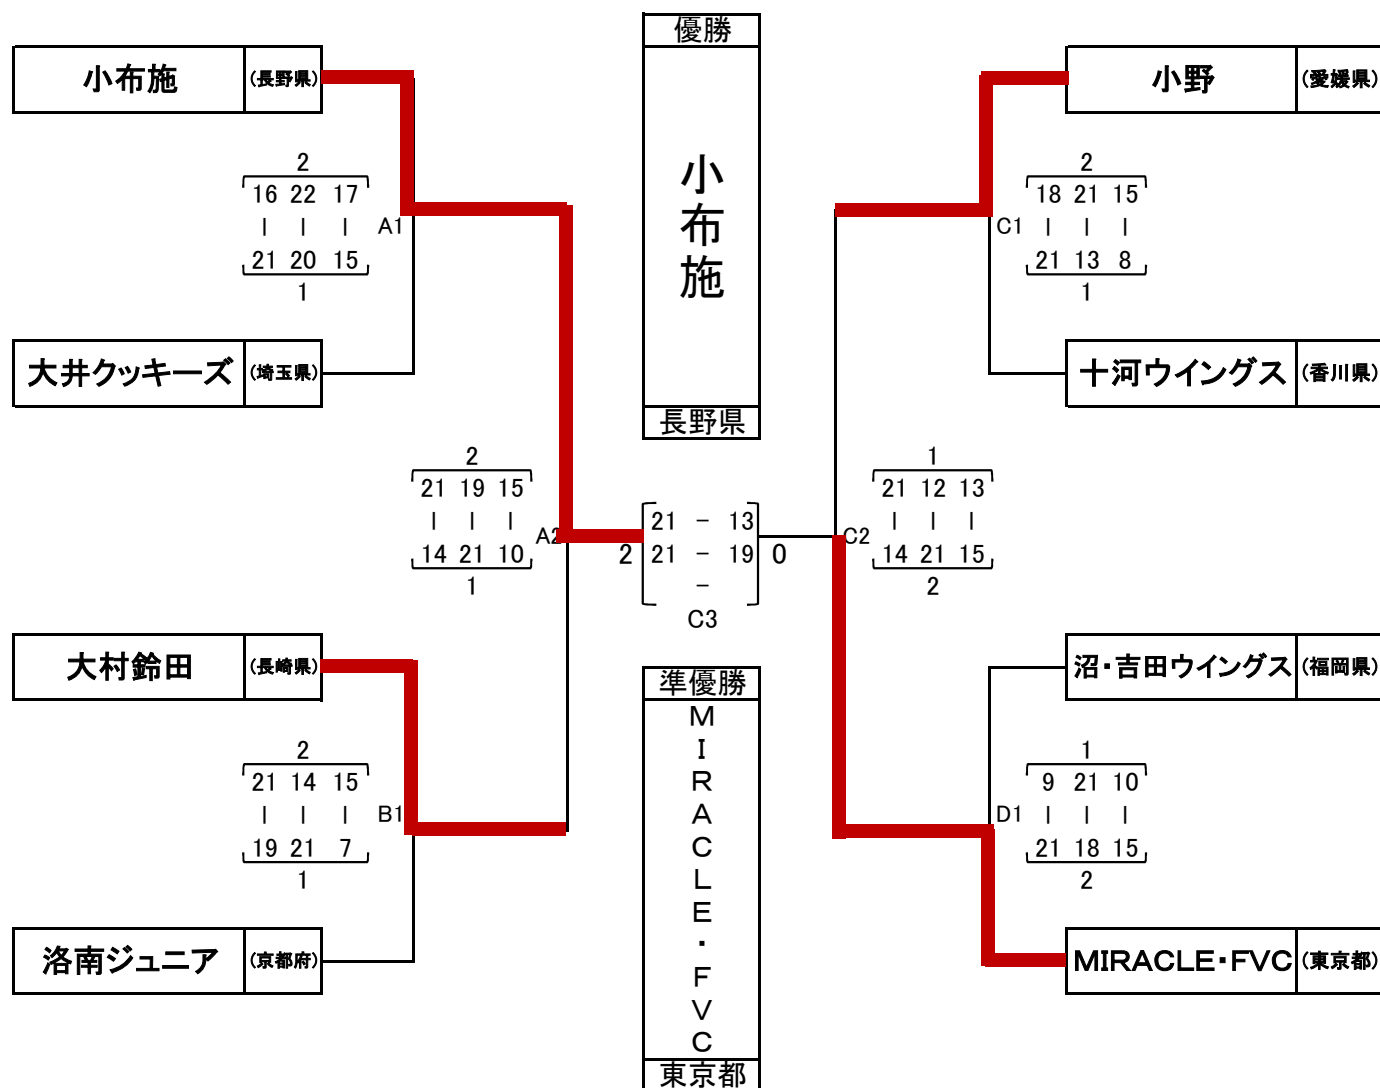 優勝
小布施
長野県
小布施 (長野県)
2
16 22 17
| | |
21 20 15
1
A1
大井クッキーズ (埼玉県)
2
21 19 15
| | |
14 21 10
1
A2
大村鈴田 (長崎県)
2
21 14 15
| | |
19 21 7
1
B1
洛南ジュニア (京都府)
2
21 - 13
21 - 19
-
0
C3
準優勝
MIRACLE・FVC
東京都
小野 (愛媛県)
2
18 21 15
| | |
21 13 8
1
C1
十河ウイングス (香川県)
1
21 12 13
| | |
14 21 15
2
C2
沼・吉田ウイングス (福岡県)
1
9 21 10
| | |
21 18 15
2
D1
MIRACLE・FVC (東京都)